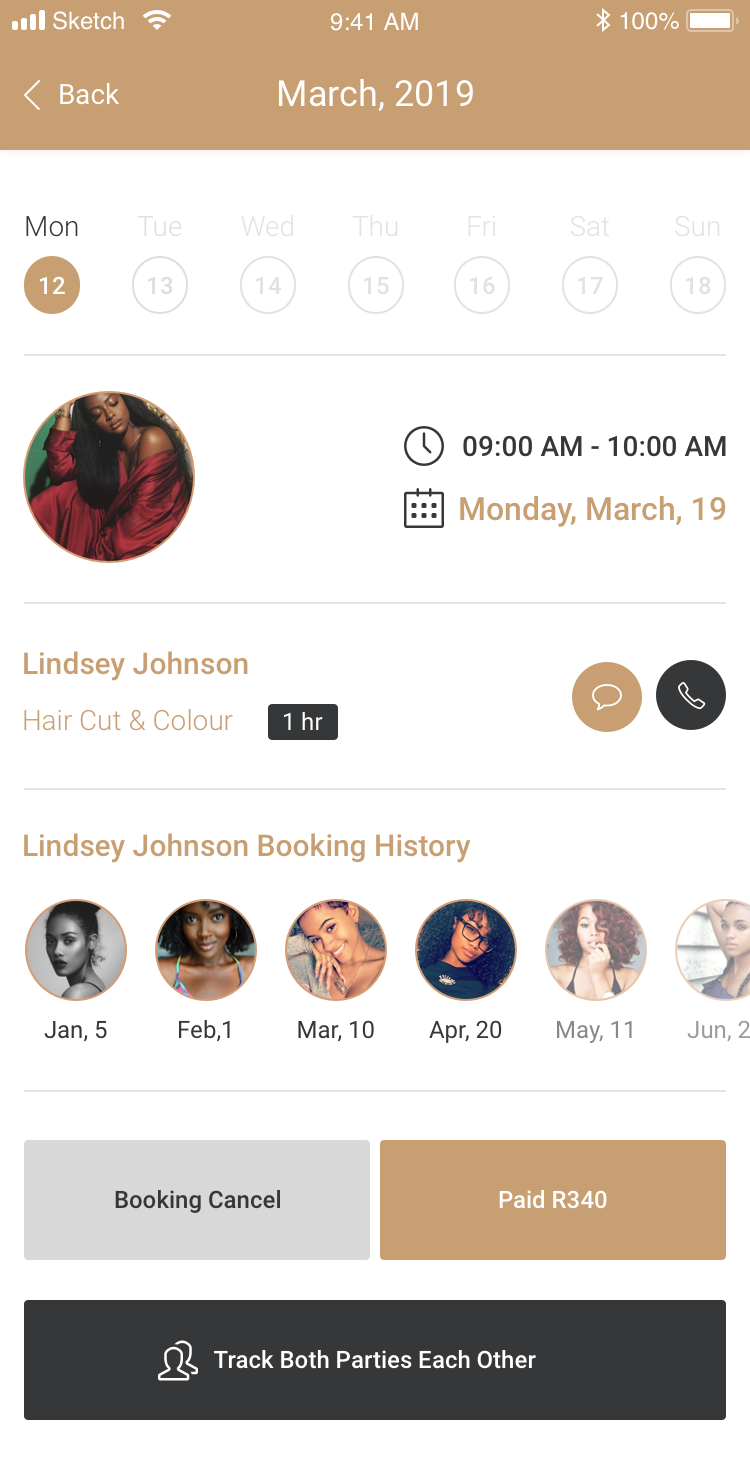 Sketch 9:41 AM 100%
Back March, 2019
Mon Tue Wed Thu Fri Sat Sun
12 13 14 15 16 17 18
09:00 AM - 10:00 AM
Monday, March, 19
Lindsey Johnson
Hair Cut & Colour 1 hr
Lindsey Johnson Booking History
Jan, 5 Feb,1 Mar, 10 Apr, 20 May, 11 Jun, 2
Booking Cancel Paid R340
Track Both Parties Each Other